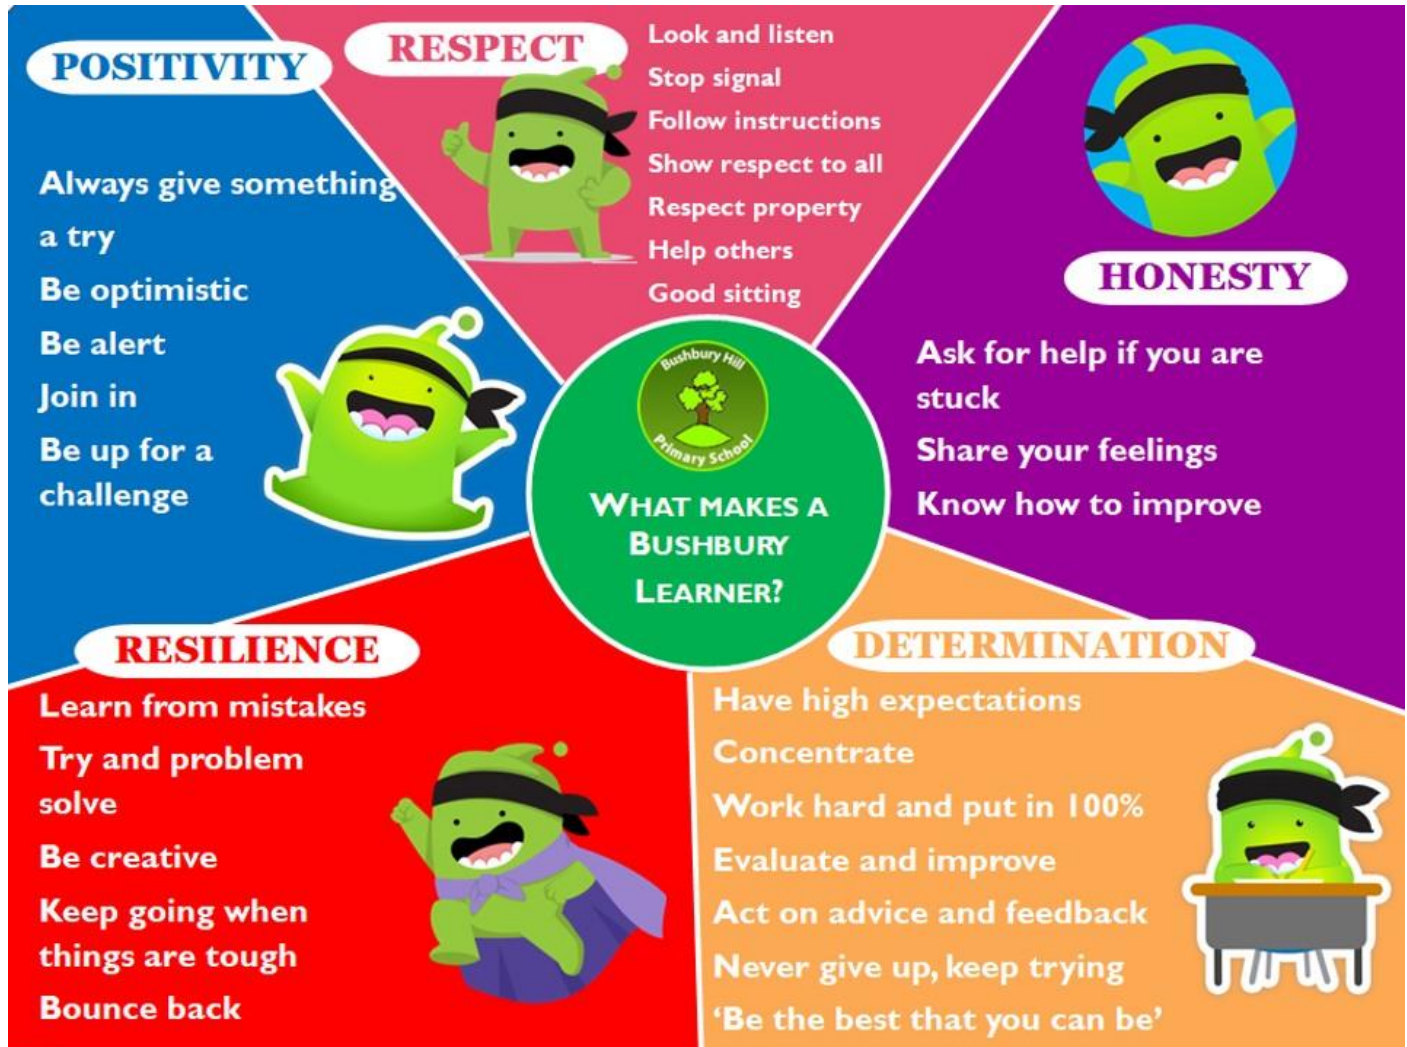 POSITIVITY
Always give something
a try
Be optimistic
Be alert
Join in
Be up for a
challenge
RESPECT
Look and listen
Stop signal
Follow instructions
Show respect to all
Respect property
Help others
Good sitting
HONESTY
Ask for help if you are
stuck
Share your feelings
Know how to improve
Bushbury Hill
Primary School
WHAT MAKES A
BUSHBURY
LEARNER?
RESILIENCE
Learn from mistakes
Try and problem
solve
Be creative
Keep going when
things are tough
Bounce back
DETERMINATION
Have high expectations
Concentrate
Work hard and put in 100%
Evaluate and improve
Act on advice and feedback
Never give up, keep trying
‘Be the best that you can be’